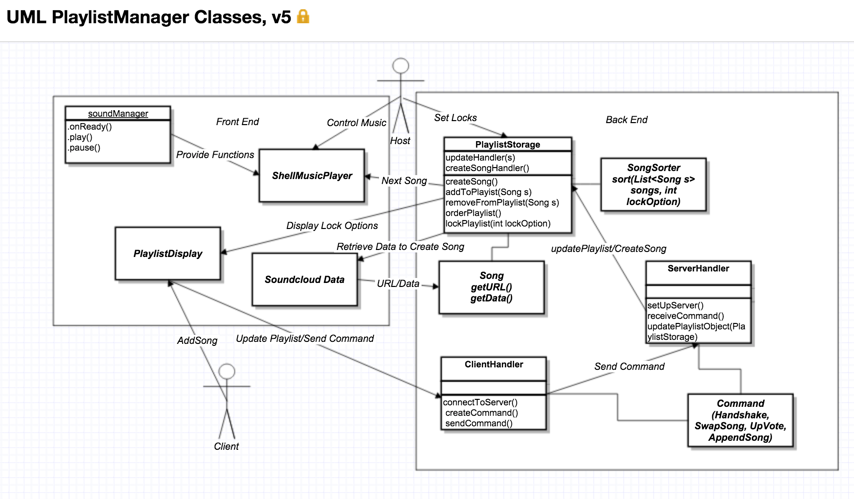 UML PlaylistManager Classes, v5
soundManager
.onReady()
.play()
.pause()
Front End
Provide Functions
Control Music
Host
Set Locks
Back End
ShellMusicPlayer
Next Song
PlaylistStorage
updateHandler(s)
createSongHandler()
createSong()
addToPlayist(Song s)
removeFromPlaylist(Song s)
orderPlaylist()
lockPlaylist(int lockOption)
SongSorter
sort(List<Song s>
songs, int
lockOption)
Display Lock Options
PlaylistDisplay
Retrieve Data to Create Song
Soundcloud Data
URL/Data
Song
getURL()
getData()
updatePlaylist/CreateSong
ServerHandler
setUpServer()
receiveCommand()
updatePlaylistObject(Pla
ylistStorage)
AddSong
Update Playlist/Send Command
Client
ClientHandler
connectToServer()
createCommand()
sendCommand()
Send Command
Command
(Handshake,
SwapSong, UpVote,
AppendSong)